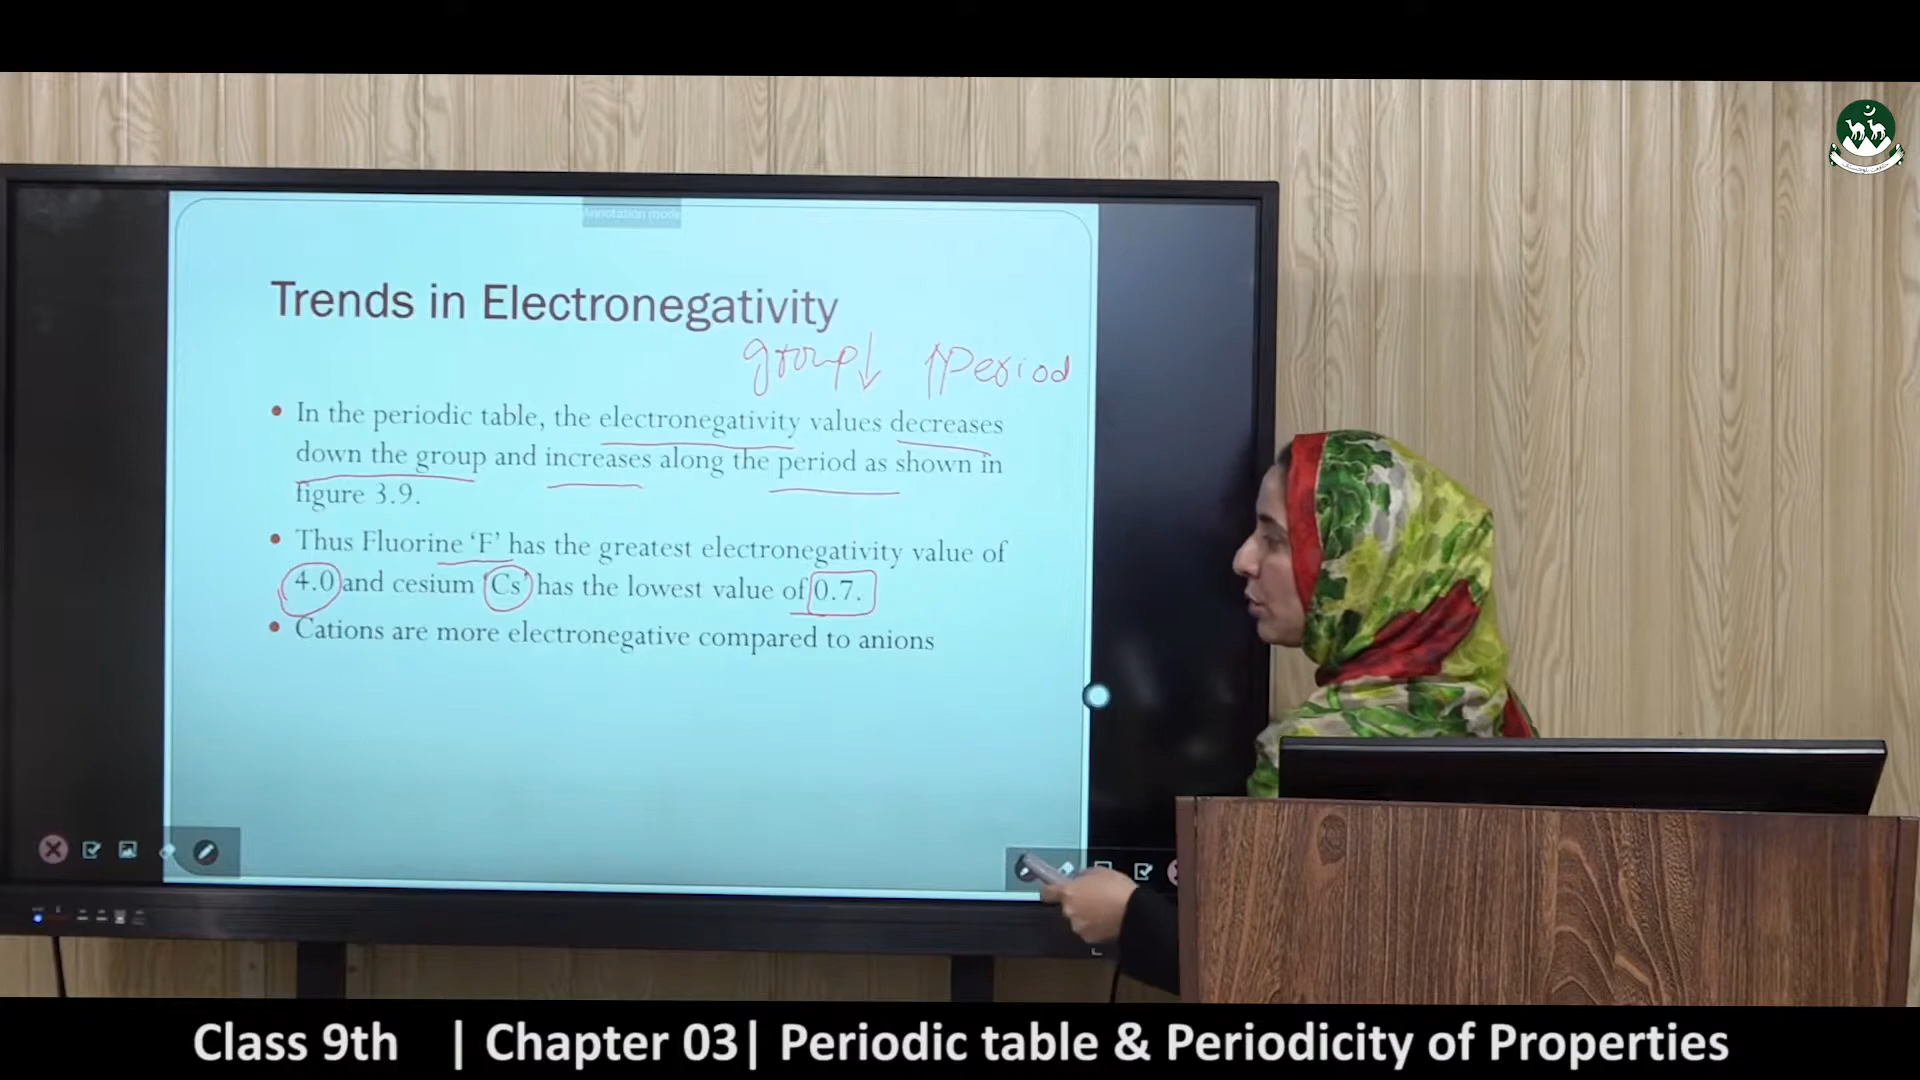 Annotation mode
Trends in Electronegativity
group↓ ↑Period
• In the periodic table, the electronegativity values decreases
down the group and increases along the period as shown in
figure 3.9.
• Thus Fluorine ‘F’ has the greatest electronegativity value of
4.0 and cesium ‘Cs’ has the lowest value of 0.7.
• Cations are more electronegative compared to anions
Class 9th | Chapter 03| Periodic table & Periodicity of Properties